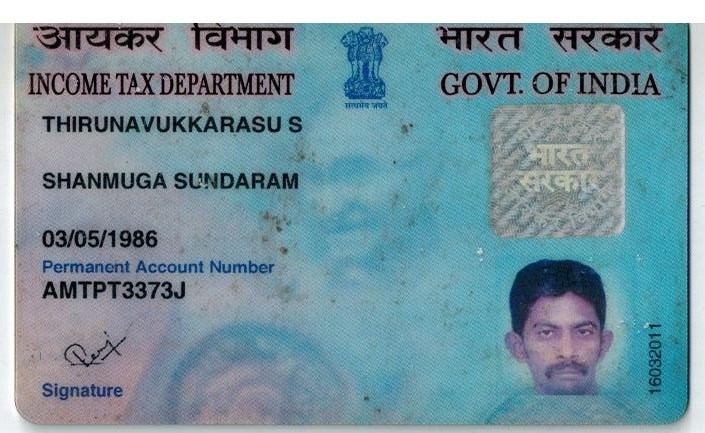 आयकर विभाग
भारत सरकार
INCOME TAX DEPARTMENT
GOVT. OF INDIA
सत्यमेव जयते
THIRUNAVUKKARASU S
भारत
सरकार
SHANMUGA SUNDARAM
03/05/1986
Permanent Account Number
AMTPT3373J
Signature
16032011